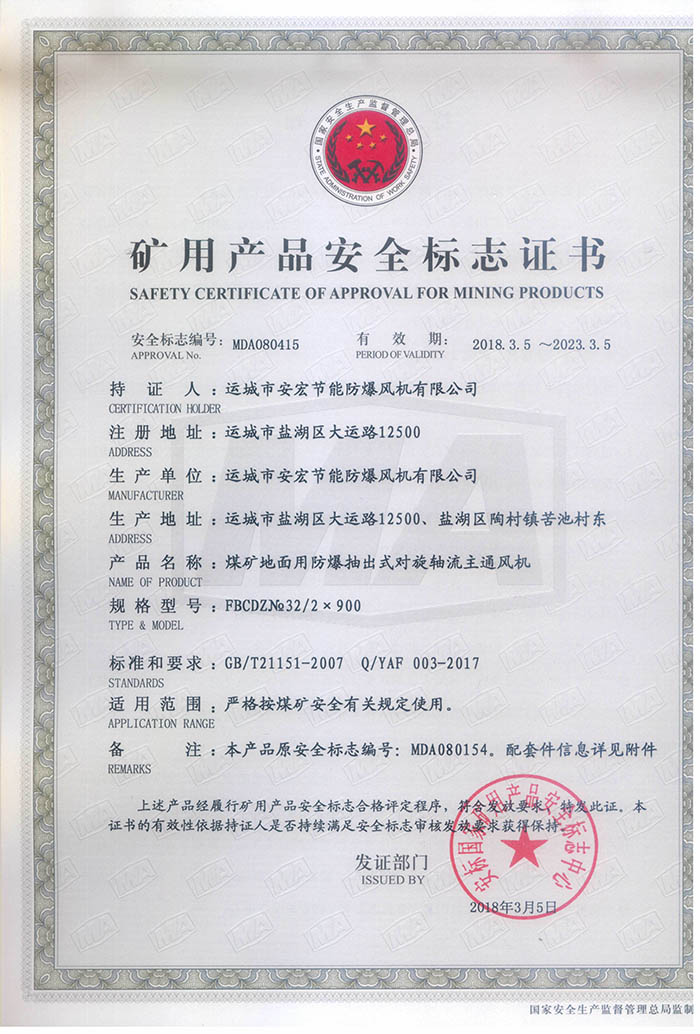 国家安全生产监督管理总局
STATE ADMINISTRATION OF WORK SAFETY
矿用产品安全标志证书
SAFETY CERTIFICATE OF APPROVAL FOR MINING PRODUCTS
安全标志编号: MDA080415 有效期: 2018.3.5 ~2023.3.5
APPROVAL No. PERIOD OF VALIDITY
持证人: 运城市安宏节能防爆风机有限公司
CERTIFICATION HOLDER
注册地址: 运城市盐湖区大运路12500
ADDRESS
生产单位: 运城市安宏节能防爆风机有限公司
MANUFACTURER
生产地址: 运城市盐湖区大运路12500、盐湖区陶村镇苦池村东
ADDRESS
产品名称: 煤矿地面用防爆抽出式对旋轴流主通风机
NAME OF PRODUCT
规格型号: FBCDZ№32/2×900
TYPE & MODEL
标准和要求: GB/T21151-2007 Q/YAF 003-2017
STANDARDS
适用范围: 严格按煤矿安全有关规定使用。
APPLICATION RANGE
备注: 本产品原安全标志编号: MDA080154。配套件信息详见附件
REMARKS
上述产品经履行矿用产品安全标志合格评定程序，符合发放要求，特发此证。本
证书的有效性依据持证人是否持续满足安全标志审核发放要求获得保持。
发证部门
ISSUED BY
安标国家矿用产品安全标志中心
2018年3月5日
国家安全生产监督管理总局监制
MA